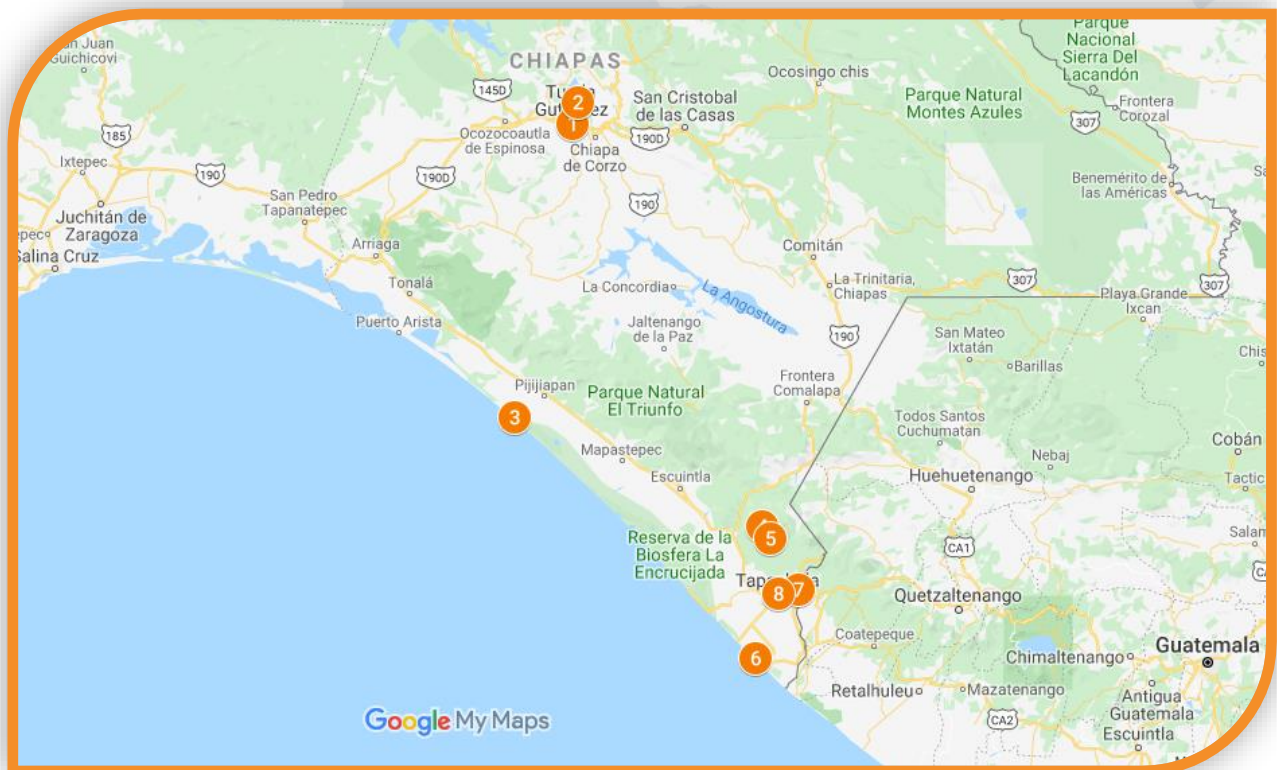 Parque
Nacional
Sierra Del
Lacandón
San Juan
Guichicovi
CHIAPAS
Ocosingo chis
145D
2
Parque Natural
Montes Azules
Frontera
Corozal
San Cristobal
de las Casas
1
185
Ocozocoautla
de Espinosa
190D
307
Chiapa
de Corzo
Ixtepec
190
190D
Benemérito de
las Américas
San Pedro
Tapanatepec
190
Juchitán de
Zaragoza
Salina Cruz
Arriaga
Comitán
Tonalá
La Concordia
La Angostura
La Trinitaria,
Chiapas
307
307
Playa Grande
Ixcan
Puerto Arista
Jaltenango
de la Paz
190
San Mateo
Ixtatán
Barillas
Pijijiapan
Parque Natural
El Triunfo
Frontera
Comalapa
3
Todos Santos
Cuchumatan
Cobán
Mapastepec
Nebaj
Escuintla
Huehuetenango
Reserva de la
Biosfera La
Encrucijada
5
CA1
8
7
Quetzaltenango
Coatepeque
6
Chimaltenango
Guatemala
Retalhuleu
Mazatenango
Antigua
Guatemala
CA2
Escuintla
Google My Maps